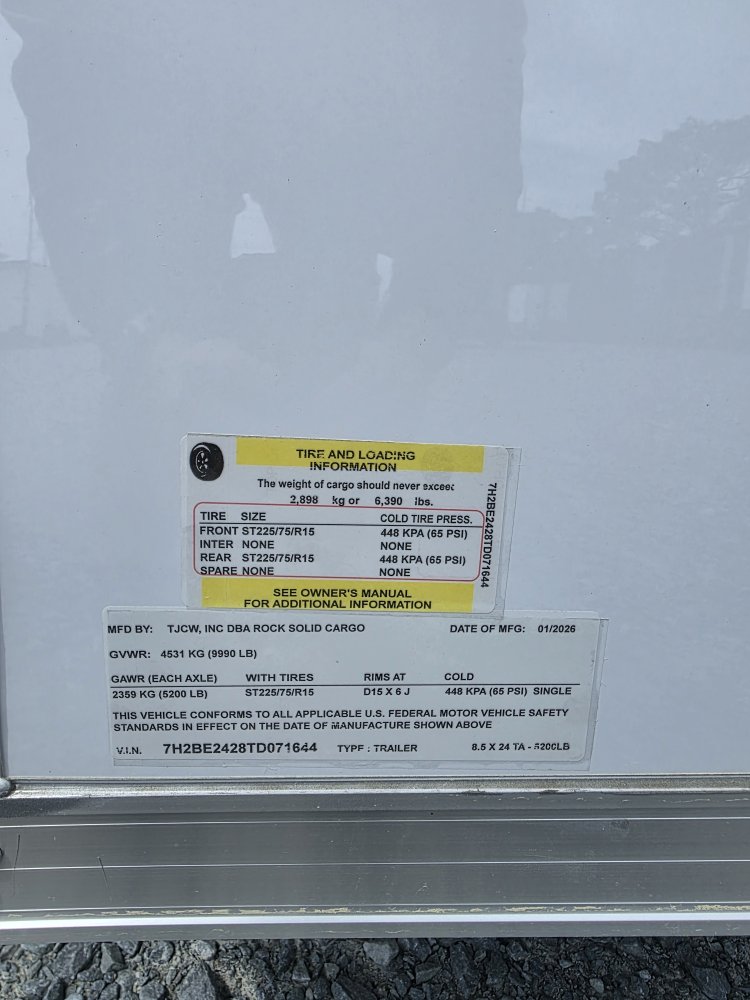 TIRE AND LOADING
INFORMATION
The weight of cargo should never exceed
2,898 kg or 6,390 lbs.
TIRE SIZE COLD TIRE PRESS.
FRONT ST225/75/R15 448 KPA (65 PSI)
INTER NONE NONE
REAR ST225/75/R15 448 KPA (65 PSI)
SPARE NONE NONE
SEE OWNER'S MANUAL
FOR ADDITIONAL INFORMATION
7H2BE2428TD071644
MFD BY: TJCW, INC DBA ROCK SOLID CARGO DATE OF MFG: 01/2026
GVWR: 4531 KG (9990 LB)
GAWR (EACH AXLE) WITH TIRES RIMS AT COLD
2359 KG (5200 LB) ST225/75/R15 D15 X 6 J 448 KPA (65 PSI) SINGLE
THIS VEHICLE CONFORMS TO ALL APPLICABLE U.S. FEDERAL MOTOR VEHICLE SAFETY
STANDARDS IN EFFECT ON THE DATE OF MANUFACTURE SHOWN ABOVE
V.I.N. 7H2BE2428TD071644 TYPE : TRAILER 8.5 X 24 TA - 5200LB